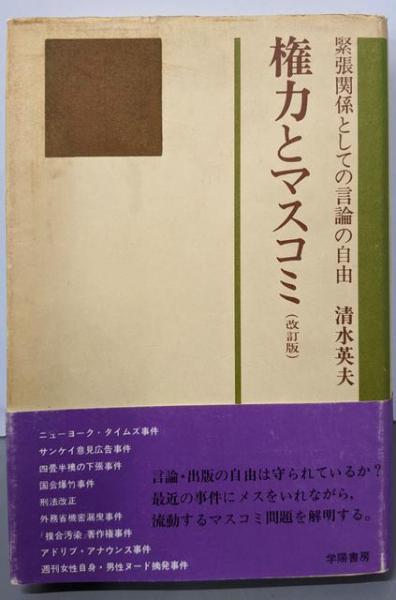 緊張関係としての言論の自由 清水英夫
権力とマスコミ(改訂版)
ニューヨーク・タイムズ事件
サンケイ意見広告事件
四畳半襖の下張事件
国会爆竹事件
刑法改正
外務省機密漏曳事件
「複合汚染」著作権事件
アドリブ・アナウンス事件
週刊女性自身・男性ヌード摘発事件
言論・出版の自由は守られているか?
最近の事件にメスをいれながら,
流動するマスコミ問題を解明する。
学陽書房